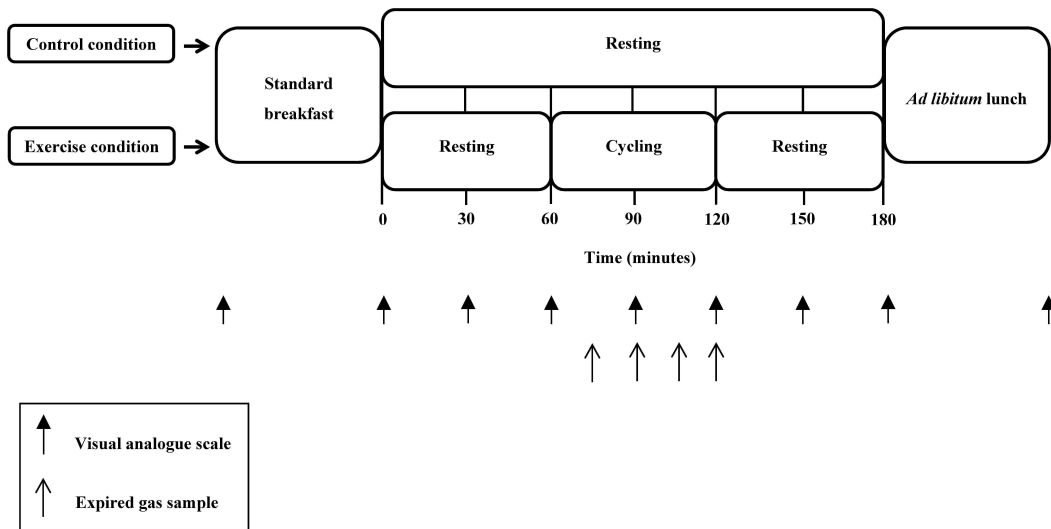 Control condition
Resting
Standard
breakfast
Ad libitum lunch
Exercise condition
Resting
Cycling
Resting
0
30
60
90
120
150
180
Time (minutes)
Visual analogue scale
Expired gas sample